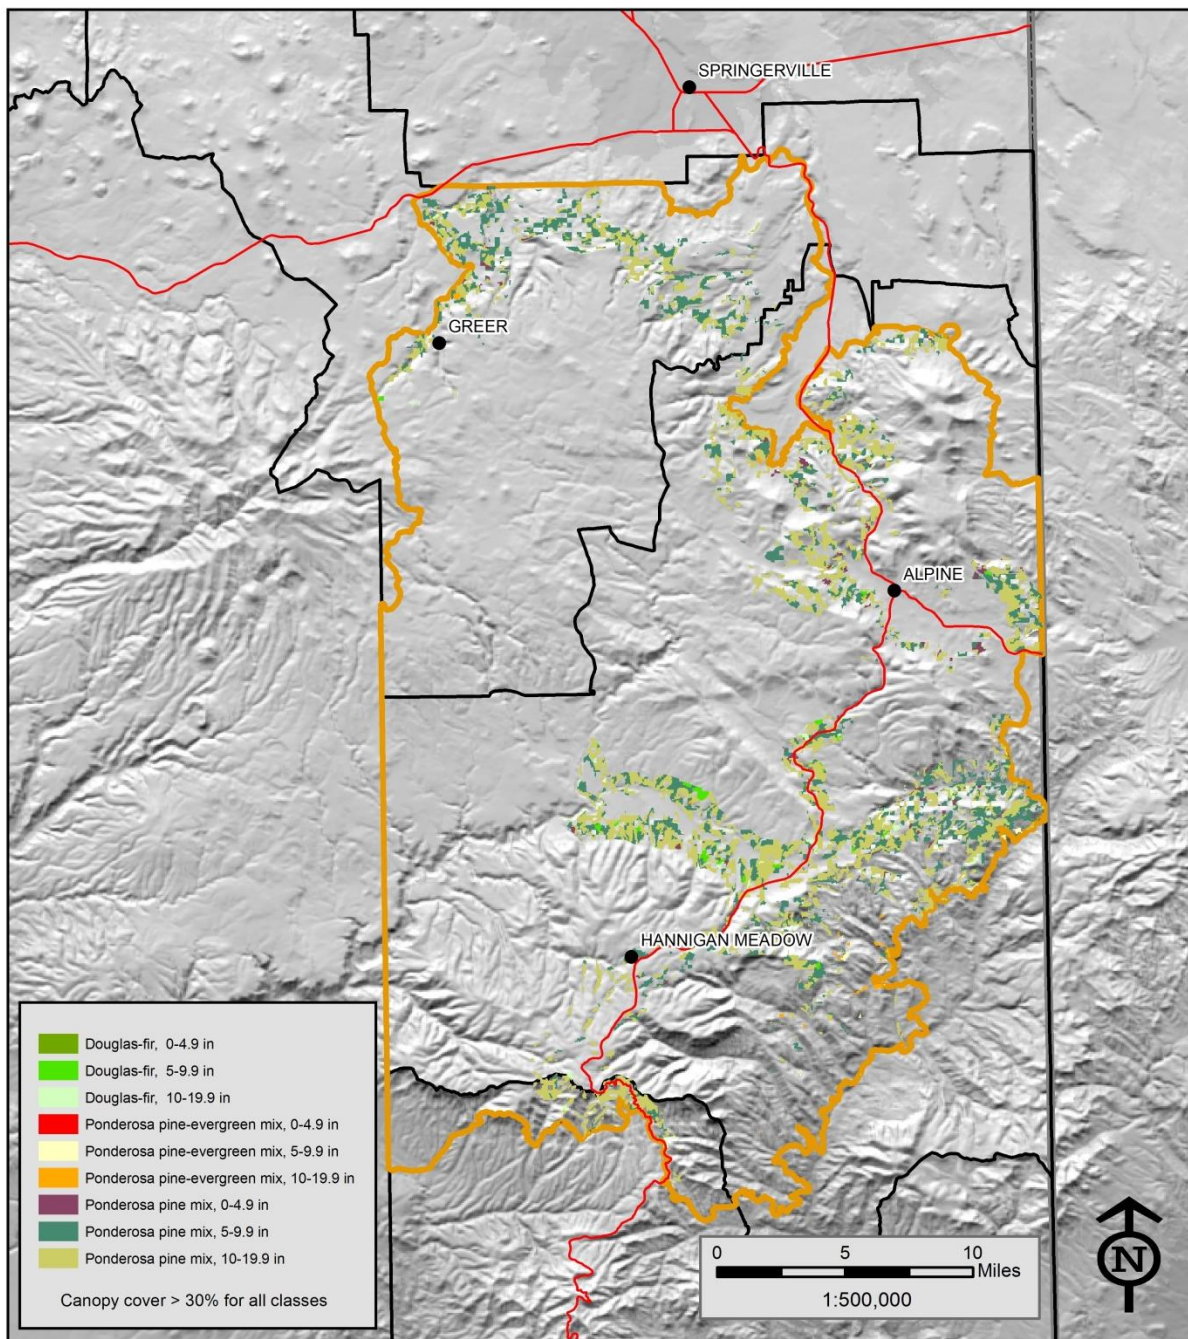 SPRINGERVILLE
GREER
ALPINE
HANNIGAN MEADOW
Douglas-fir, 0-4.9 in
Douglas-fir, 5-9.9 in
Douglas-fir, 10-19.9 in
Ponderosa pine-evergreen mix, 0-4.9 in
Ponderosa pine-evergreen mix, 5-9.9 in
Ponderosa pine-evergreen mix, 10-19.9 in
Ponderosa pine mix, 0-4.9 in
Ponderosa pine mix, 5-9.9 in
Ponderosa pine mix, 10-19.9 in
Canopy cover > 30% for all classes
0 5 10
Miles
1:500,000
N